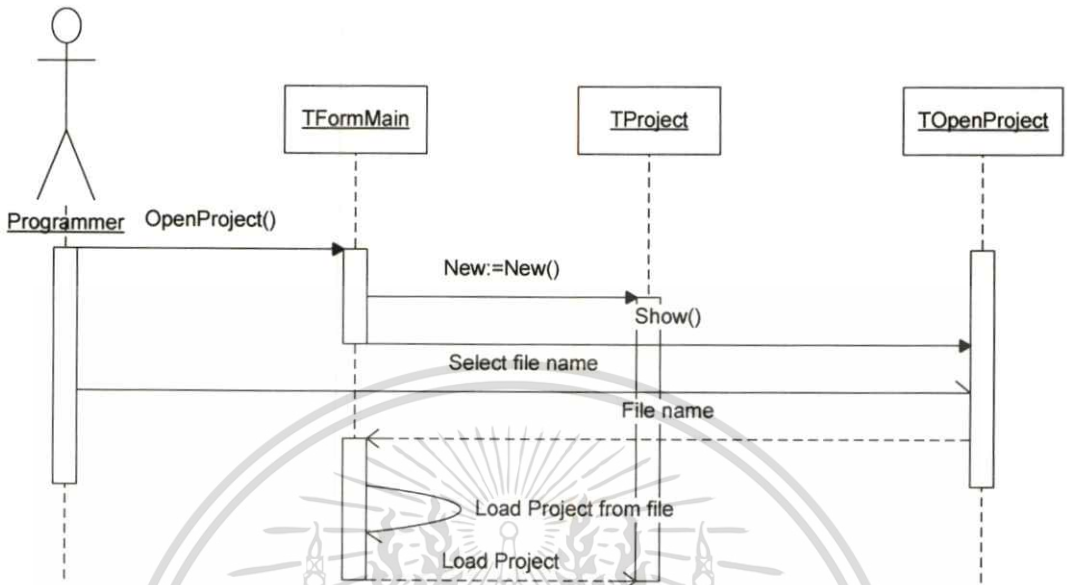 TFormMain
TProject
TOpenProject
Programmer
OpenProject()
New:=New()
Show()
Select file name
File name
Load Project from file
Load Project